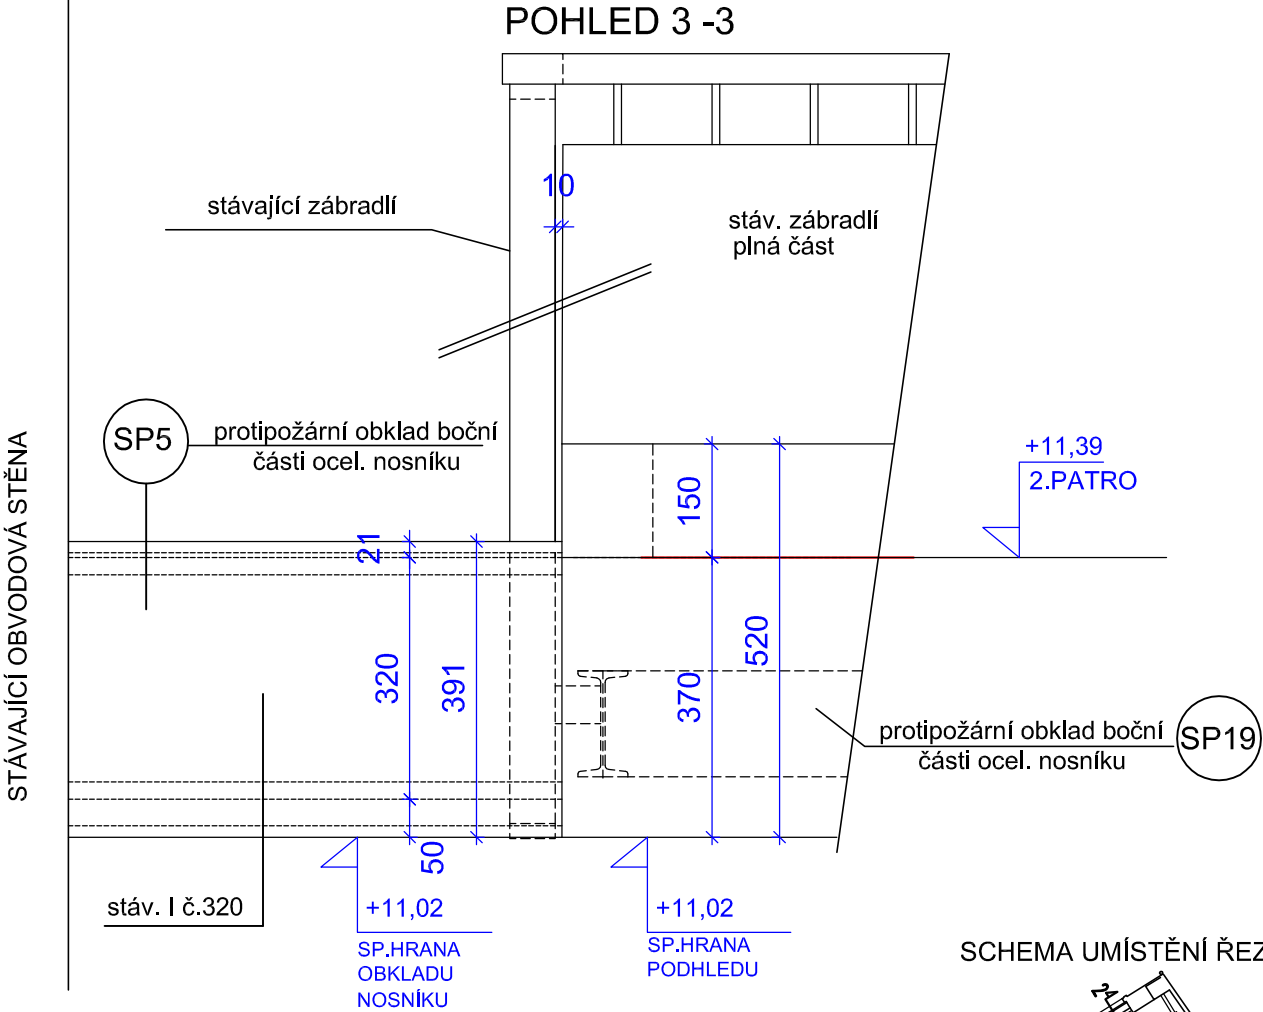 POHLED 3 -3
10
stávající zábradlí
stáv. zábradlí
plná část
SP5
protipožární obklad boční
části ocel. nosníku
STÁVAJÍCÍ OBVODOVÁ STĚNA
+11,39
2.PATRO
150
21
520
320
391
370
protipožární obklad boční
části ocel. nosníku
SP19
50
stáv. I č.320
+11,02
SP.HRANA
OBKLADU
NOSNÍKU
+11,02
SP.HRANA
PODHLEDU
SCHEMA UMÍSTĚNÍ ŘEZ
24